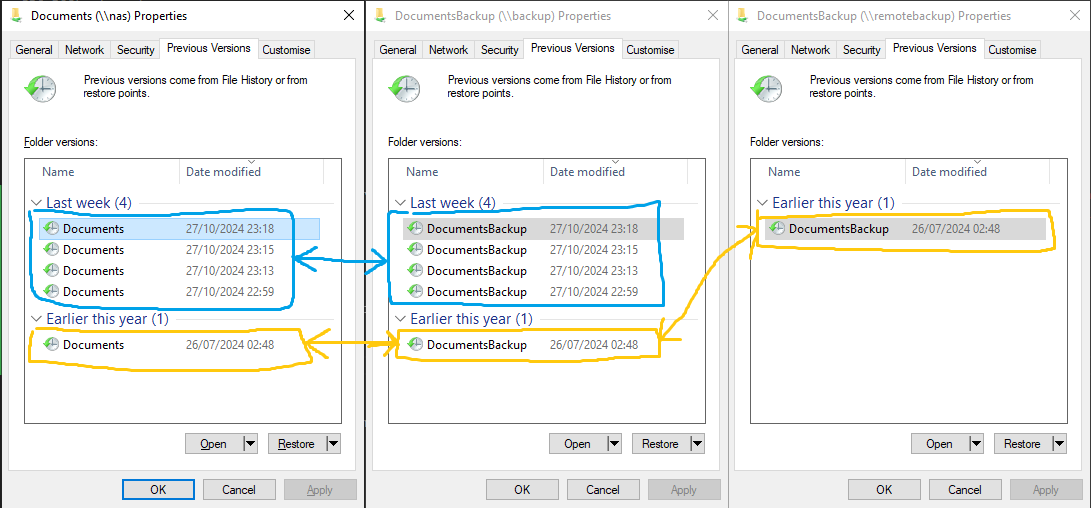 Documents (\\nas) Properties
General Network Security Previous Versions Customise
Previous versions come from File History or from
restore points.
Folder versions:
Name Date modified
Last week (4)
Documents 27/10/2024 23:18
Documents 27/10/2024 23:15
Documents 27/10/2024 23:13
Documents 27/10/2024 22:59
Earlier this year (1)
Documents 26/07/2024 02:48
Open Restore
OK Cancel Apply
DocumentsBackup (\\backup) Properties
General Network Security Previous Versions Customise
Previous versions come from File History or from
restore points.
Folder versions:
Name Date modified
Last week (4)
DocumentsBackup 27/10/2024 23:18
DocumentsBackup 27/10/2024 23:15
DocumentsBackup 27/10/2024 23:13
DocumentsBackup 27/10/2024 22:59
Earlier this year (1)
DocumentsBackup 26/07/2024 02:48
Open Restore
OK Cancel Apply
DocumentsBackup (\\remotebackup) Properties
General Network Security Previous Versions Customise
Previous versions come from File History or from
restore points.
Folder versions:
Name Date modified
Earlier this year (1)
DocumentsBackup 26/07/2024 02:48
Open Restore
OK Cancel Apply